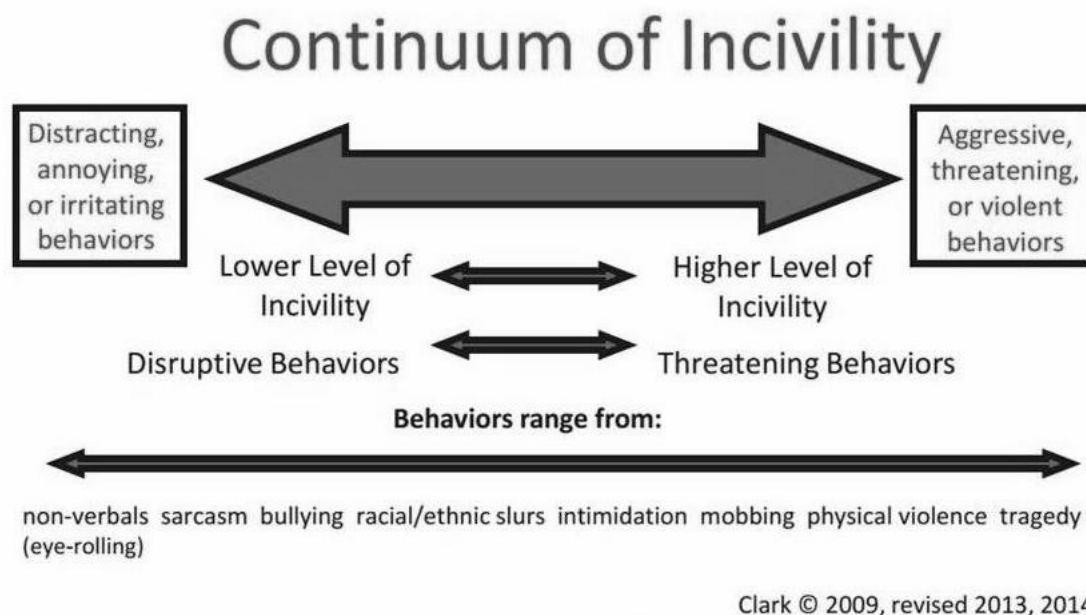 Continuum of Incivility
Distracting,
annoying,
or irritating
behaviors
Aggressive,
threatening,
or violent
behaviors
Lower Level of
Incivility
Higher Level of
Incivility
Disruptive Behaviors
Threatening Behaviors
Behaviors range from:
non-verbals sarcasm bullying racial/ethnic slurs intimidation mobbing physical violence tragedy
(eye-rolling)
Clark © 2009, revised 2013, 2014